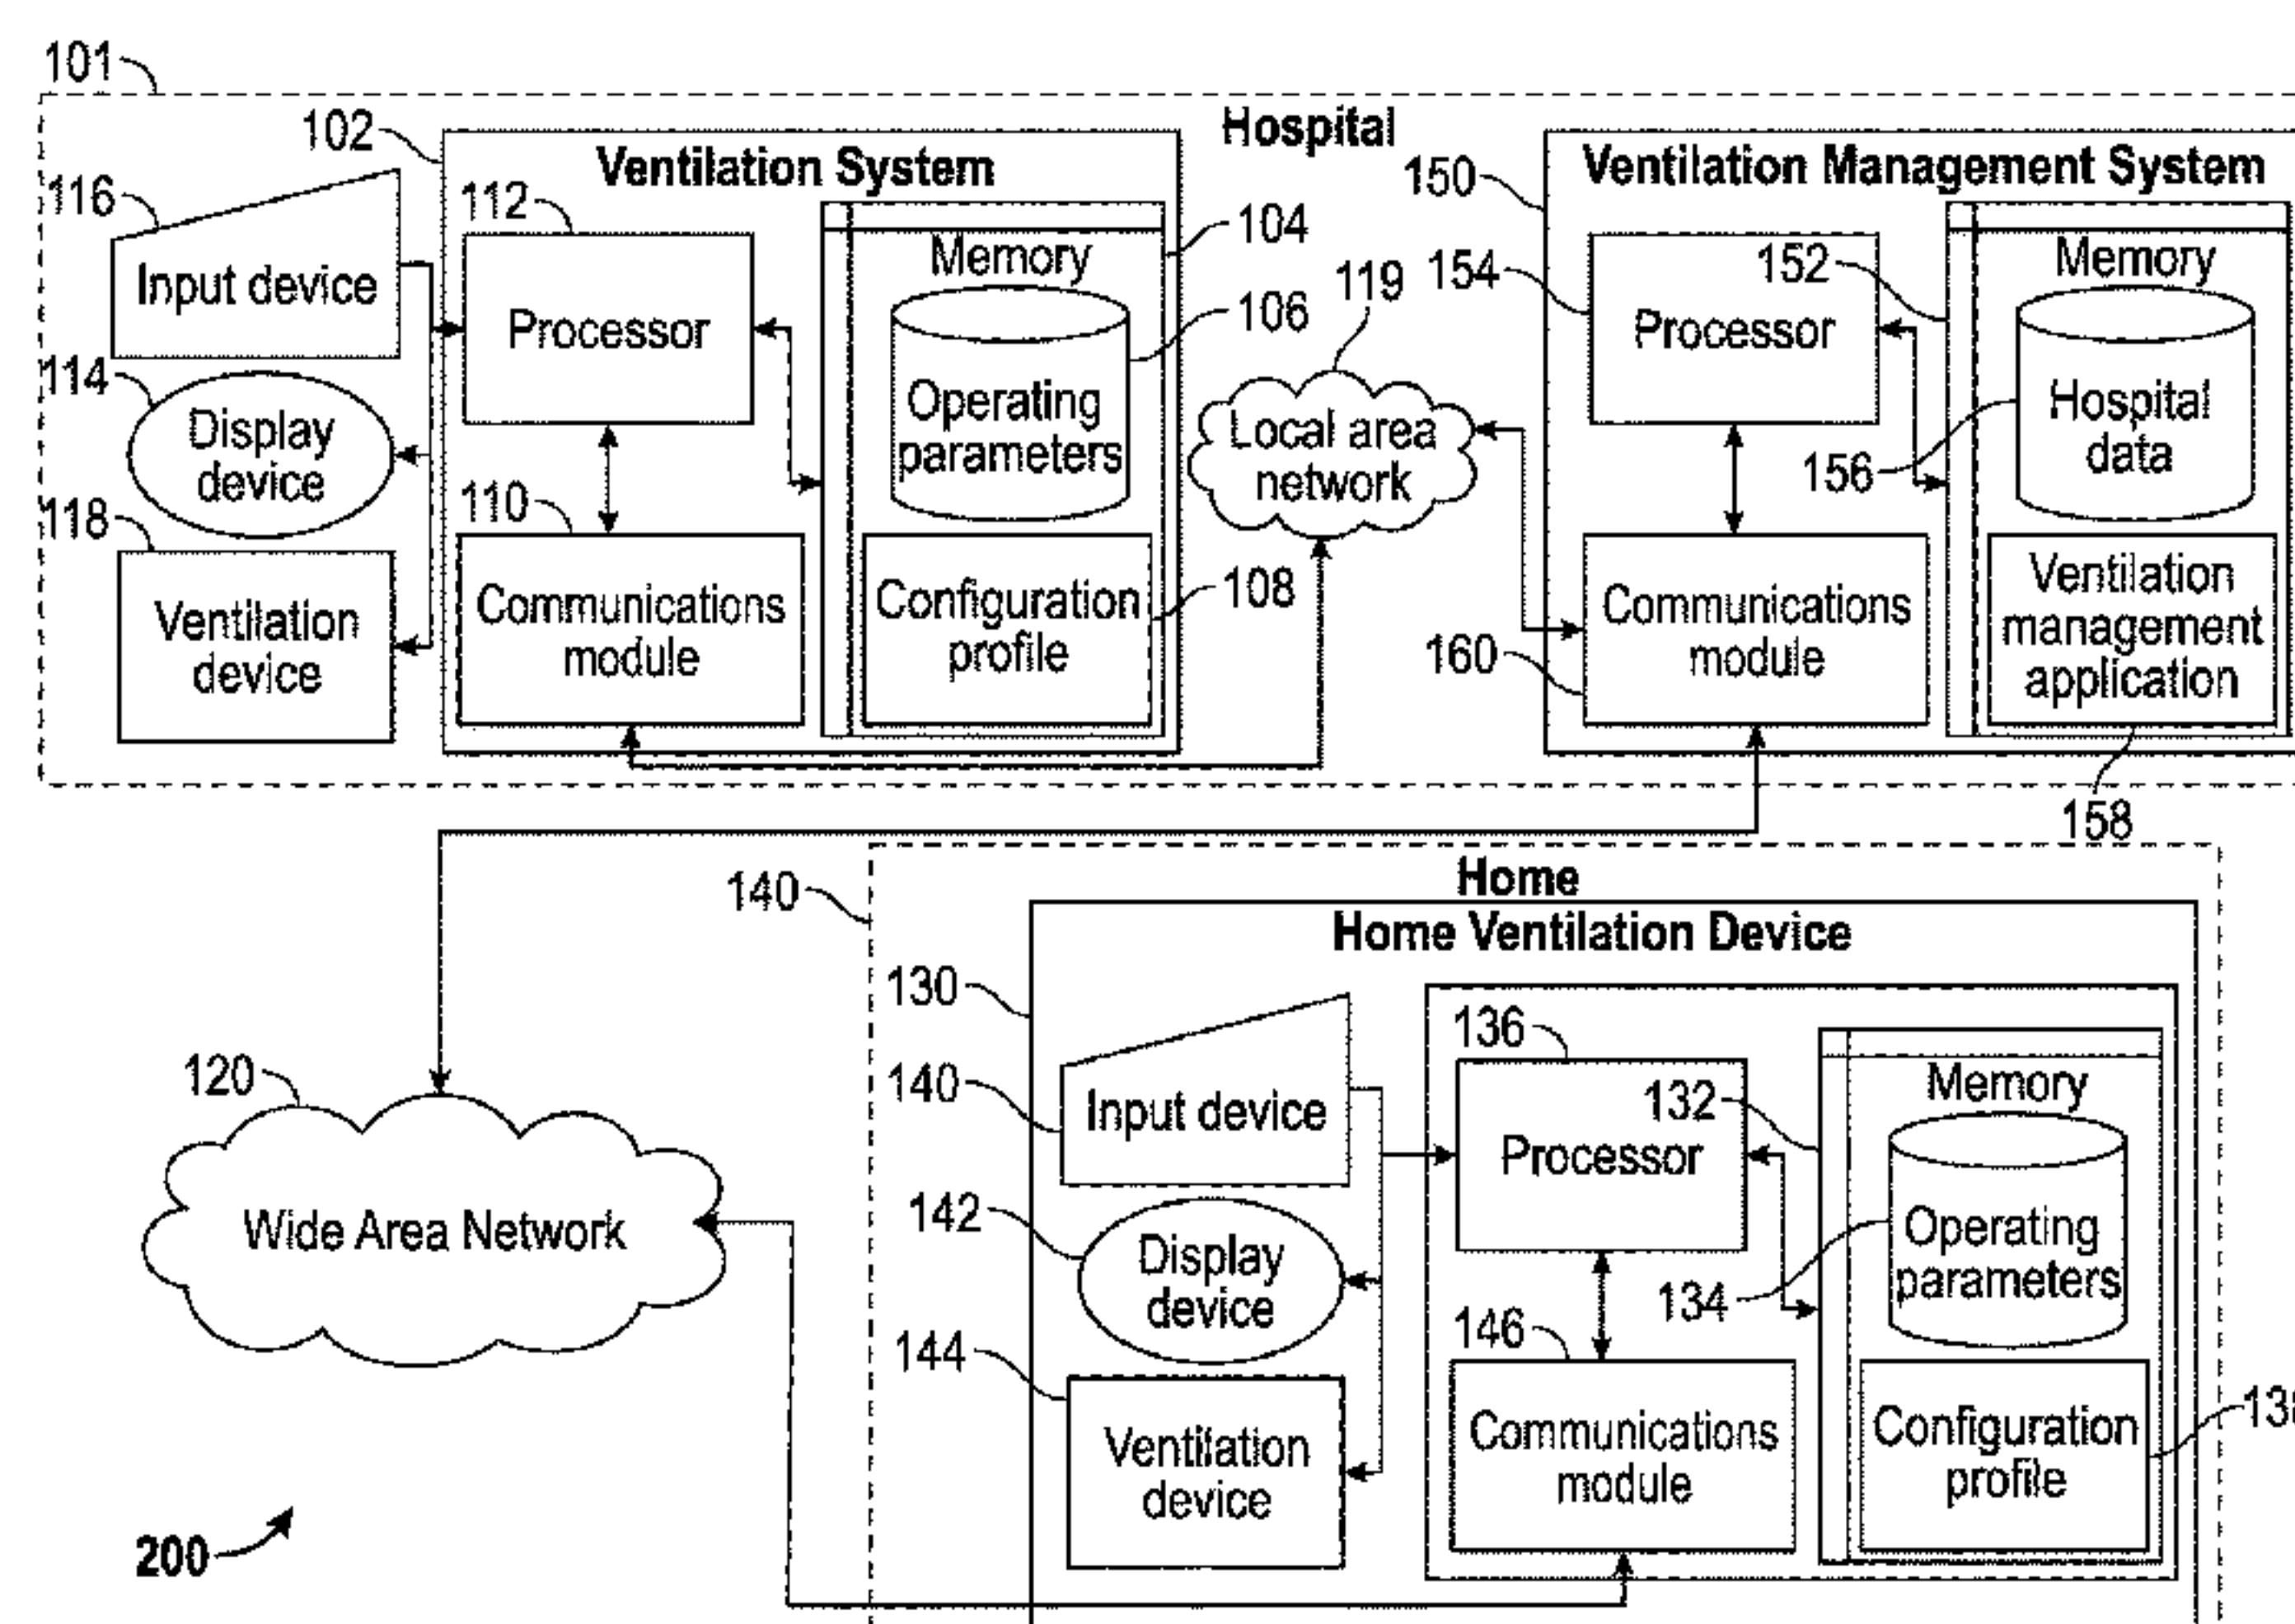 101
Hospital
102
Ventilation System
150
Ventilation Management System
116
Input device
112
Processor
104
Memory
106
Operating
parameters
119
Local area
network
154
Processor
152
Memory
156
Hospital
data
114
Display
device
118
Ventilation
device
110
Communications
module
Configuration
profile
108
160
Communications
module
Ventilation
management
application
158
140
Home
Home Ventilation Device
130
140
Input device
136
Processor
132
Memory
134
Operating
parameters
120
Wide Area Network
142
Display
device
144
Ventilation
device
146
Communications
module
Configuration
profile
200